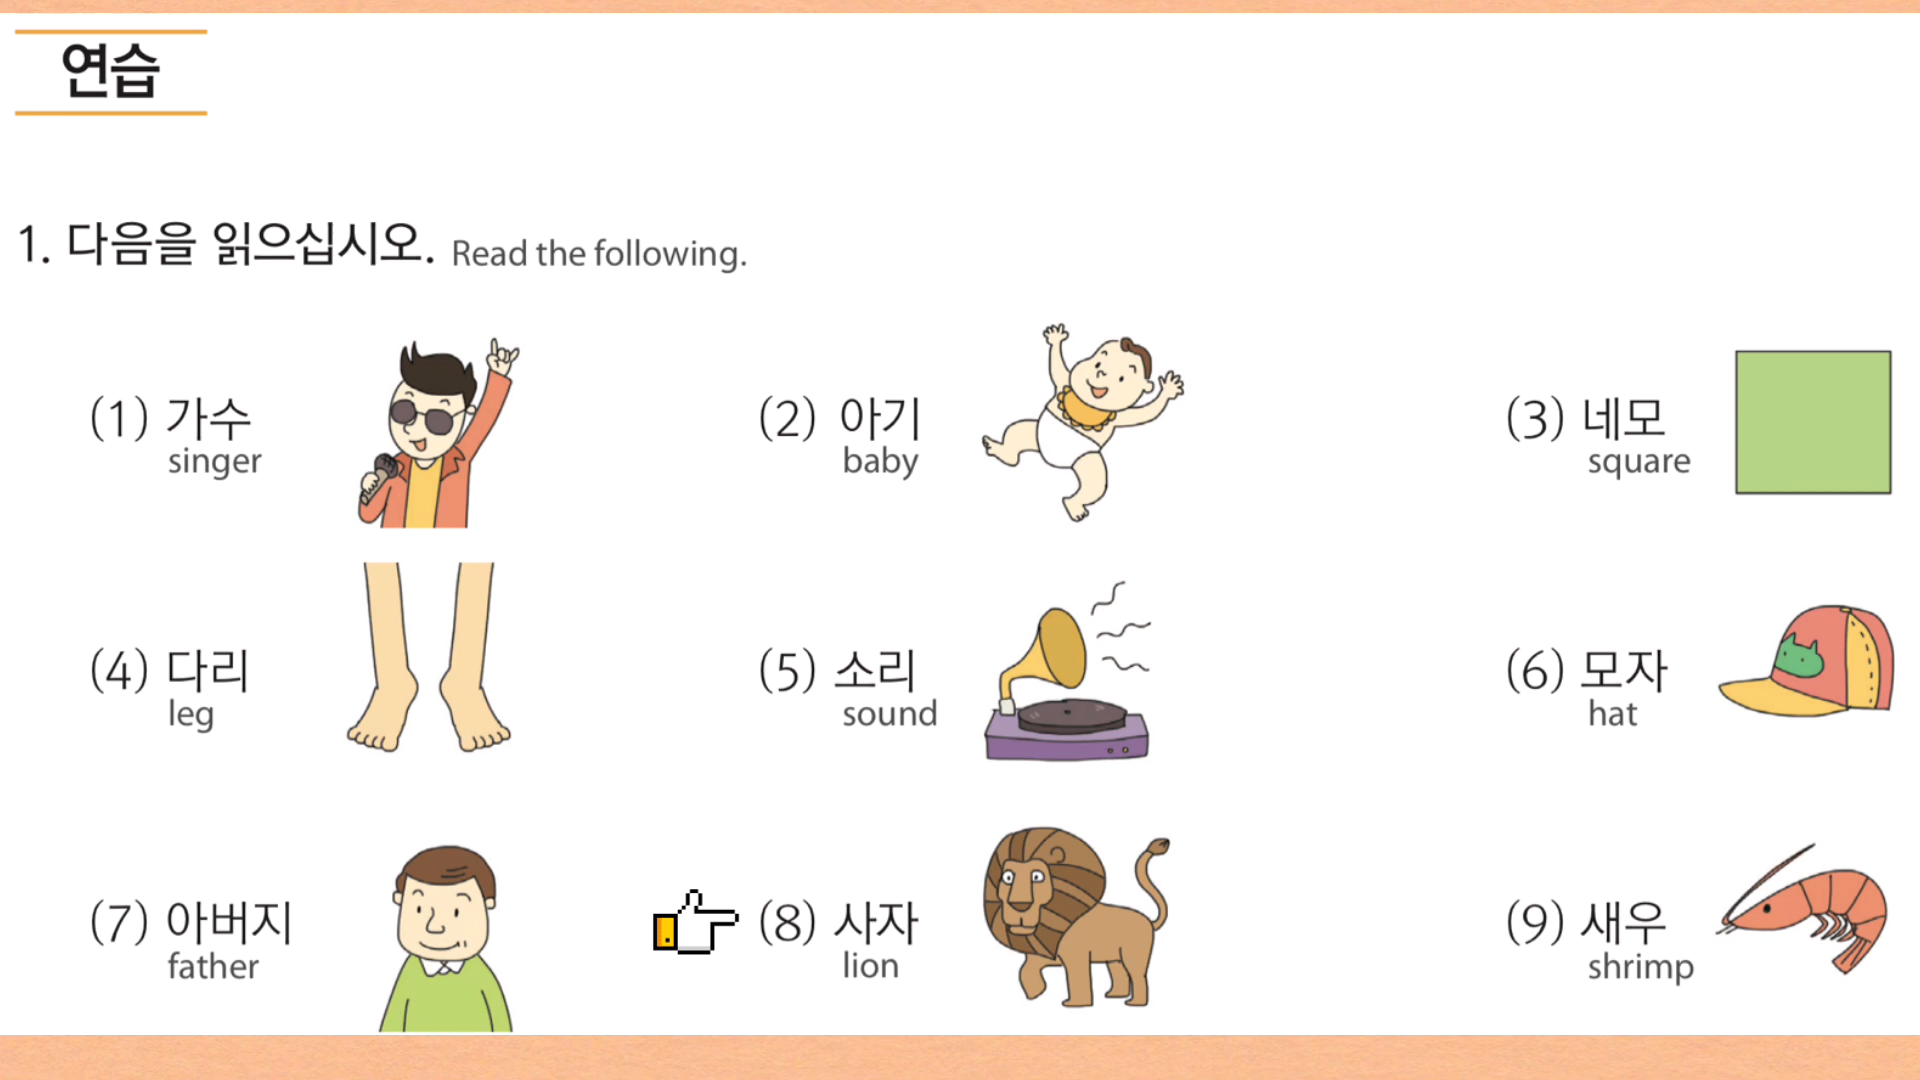 연습
1. 다음을 읽으십시오. Read the following.
(1) 가수
singer
(2) 아기
baby
(3) 네모
square
(4) 다리
leg
(5) 소리
sound
(6) 모자
hat
(7) 아버지
father
(8) 사자
lion
(9) 새우
shrimp